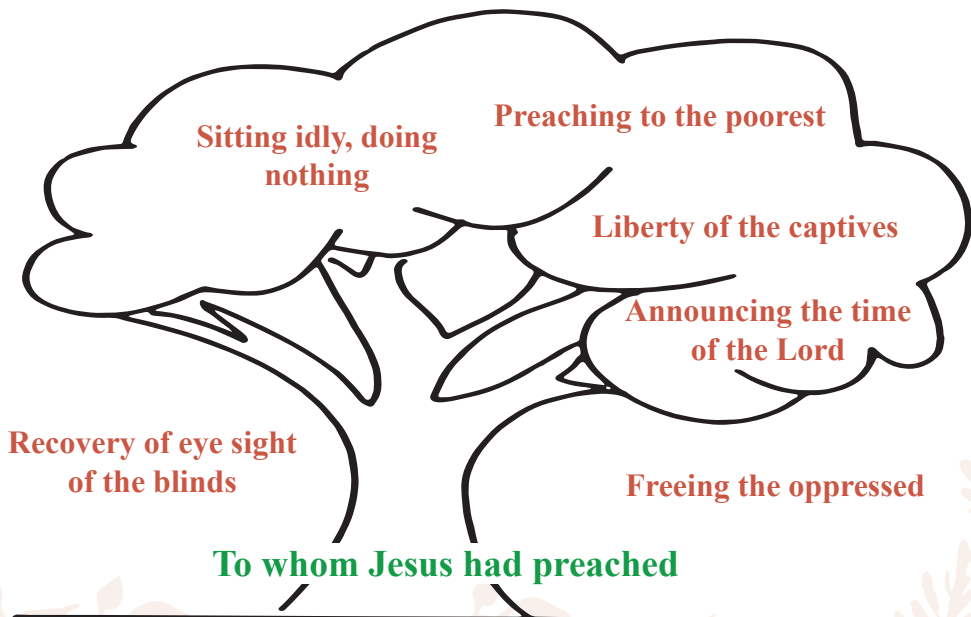 Sitting idly, doing
nothing
Preaching to the poorest
Liberty of the captives
Announcing the time
of the Lord
Recovery of eye sight
of the blinds
Freeing the oppressed
To whom Jesus had preached